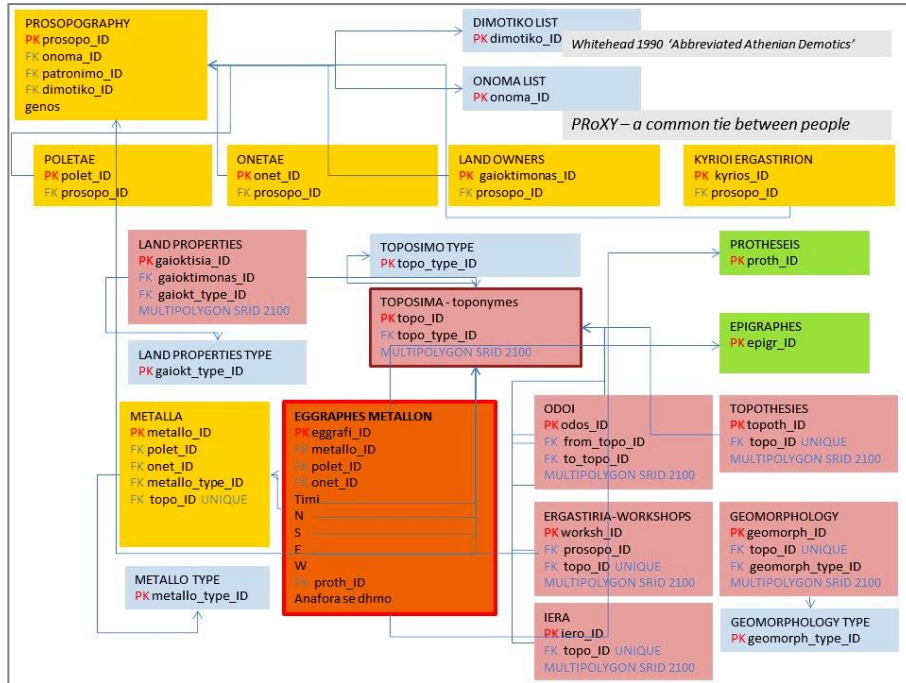 PROSOPOGRAPHY
PK prosopo_ID
FK onoma_ID
FK patronimo_ID
FK dimotiko_ID
genos
DIMOTIKO LIST
PK dimotiko_ID
Whitehead 1990 ‘Abbreviated Athenian Demotics’
ONOMA LIST
PK onoma_ID
PRoXY – a common tie between people
POLETAE
PK polet_ID
FK prosopo_ID
ONETAE
PK onet_ID
FK prosopo_ID
LAND OWNERS
PK gaioktimonas_ID
FK prosopo_ID
KYRIOI ERGASTIRION
PK kyrios_ID
FK prosopo_ID
LAND PROPERTIES
PK gaioktisia_ID
FK gaioktimonas_ID
FK gaiokt_type_ID
MULTIPOLYGON SRID 2100
TOPOSIMO TYPE
PK topo_type_ID
PROTHESEIS
PK proth_ID
TOPOSIMA - toponymes
PK topo_ID
FK topo_type_ID
MULTIPOLYGON SRID 2100
EPIGRAPHES
PK epigr_ID
LAND PROPERTIES TYPE
PK gaiokt_type_ID
METALLA
PK metallo_ID
FK polet_ID
FK onet_ID
FK metallo_type_ID
FK topo_ID UNIQUE
EGGRAPHES METALLON
PK eggrafi_ID
FK metallo_ID
FK polet_ID
FK onet_ID
Timi
N
S
E
W
FK proth_ID
Anafora se dhmo
ODOI
PK odos_ID
FK from_topo_ID
FK to_topo_ID
MULTIPOLYGON SRID 2100
TOPOTHESIES
PK topoth_ID
FK topo_ID UNIQUE
MULTIPOLYGON SRID 2100
ERGASTIRIA-WORKSHOPS
PK worksh_ID
FK prosopo_ID
FK topo_ID UNIQUE
MULTIPOLYGON SRID 2100
GEOMORPHOLOGY
PK geomorph_ID
FK topo_ID UNIQUE
FK geomorph_type_ID
MULTIPOLYGON SRID 2100
METALLO TYPE
PK metallo_type_ID
IERA
PK iero_ID
FK topo_ID UNIQUE
MULTIPOLYGON SRID 2100
GEOMORPHOLOGY TYPE
PK geomorph_type_ID